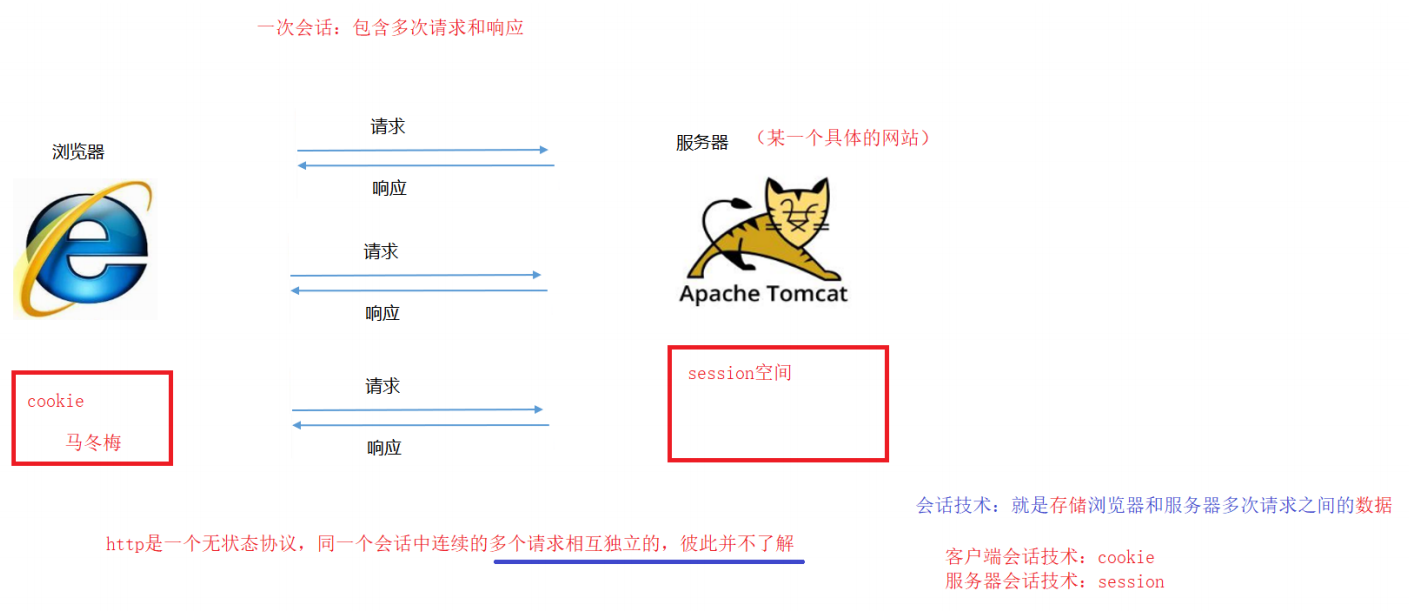 一次会话：包含多次请求和响应
请求
浏览器
服务器
（某一个具体的网站）
响应
请求
Apache Tomcat
响应
session空间
请求
cookie
马冬梅
响应
会话技术：就是存储浏览器和服务器多次请求之间的数据
http是一个无状态协议，同一个会话中连续的多个请求相互独立的，彼此并不了解
客户端会话技术：cookie
服务器会话技术：session